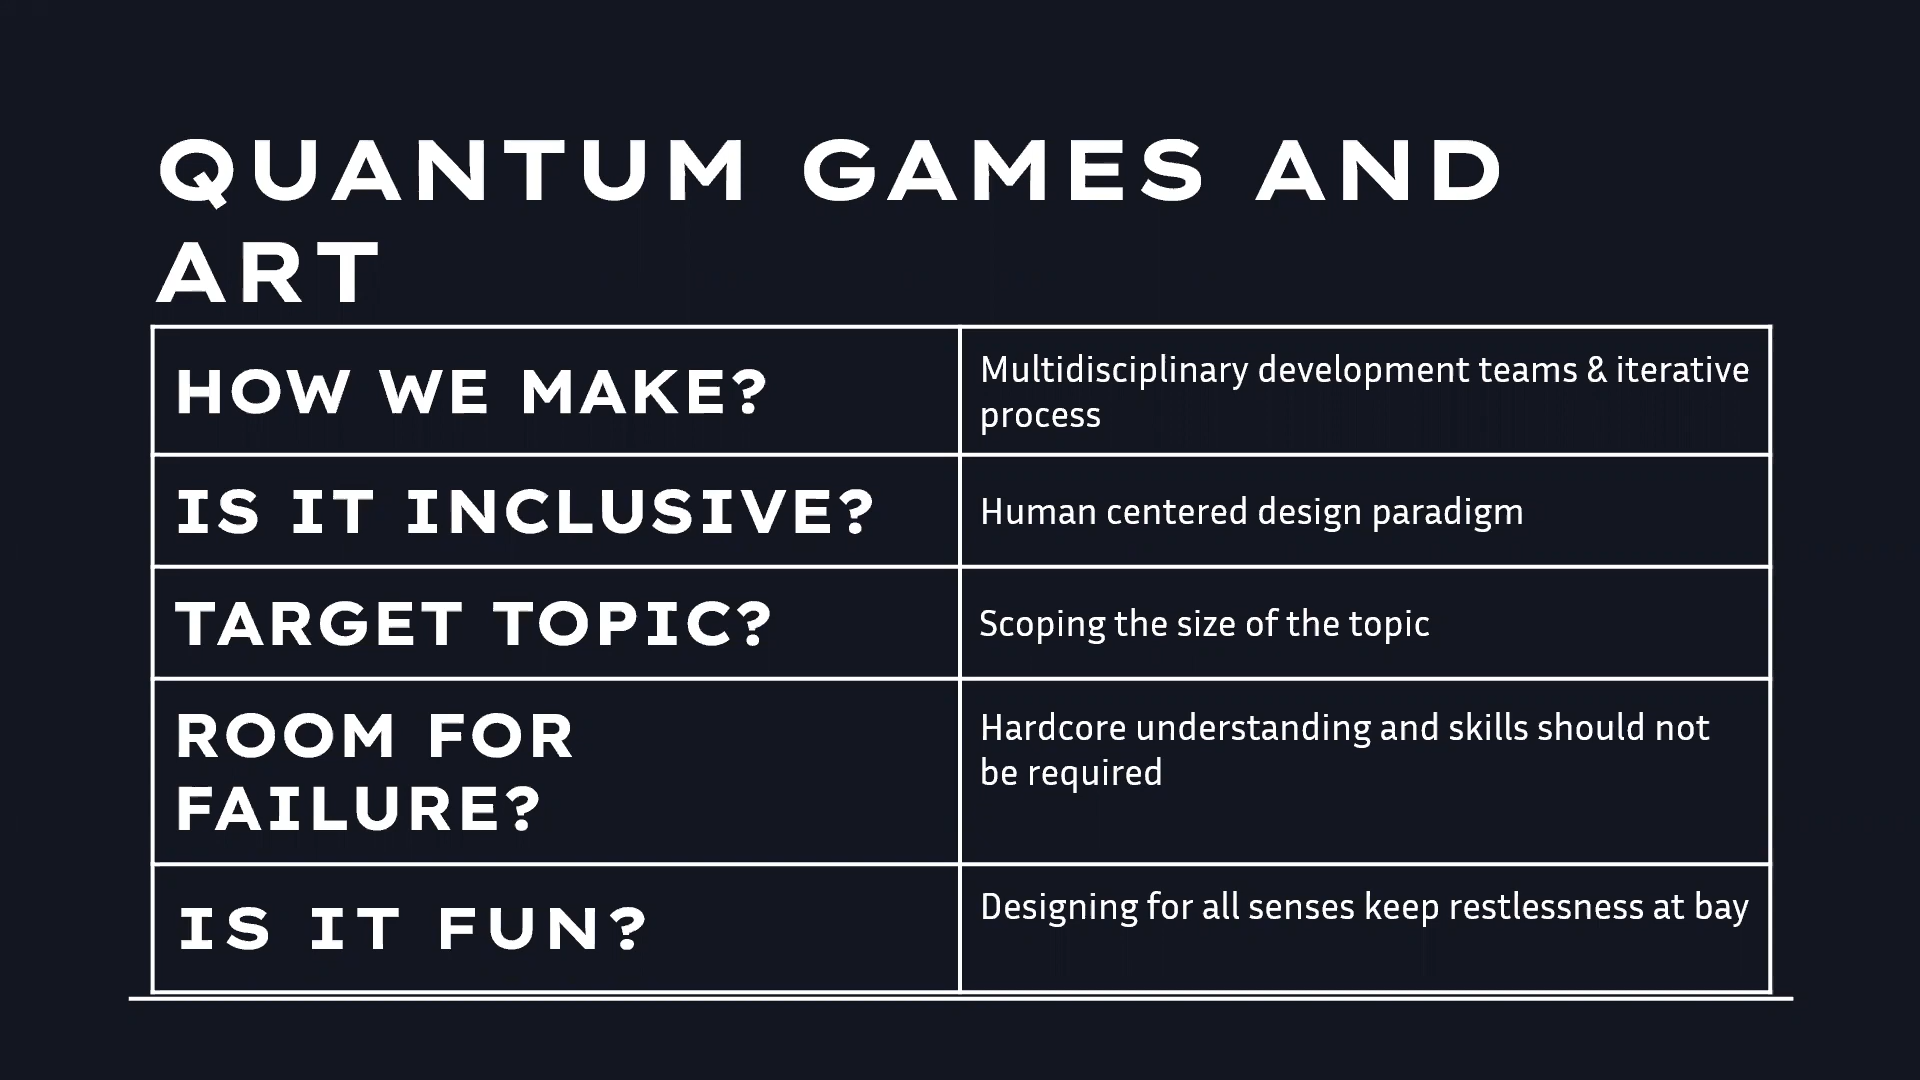 QUANTUM GAMES AND
ART
HOW WE MAKE?
Multidisciplinary development teams & iterative
process
IS IT INCLUSIVE?
Human centered design paradigm
TARGET TOPIC?
Scoping the size of the topic
ROOM FOR
FAILURE?
Hardcore understanding and skills should not
be required
IS IT FUN?
Designing for all senses keep restlessness at bay